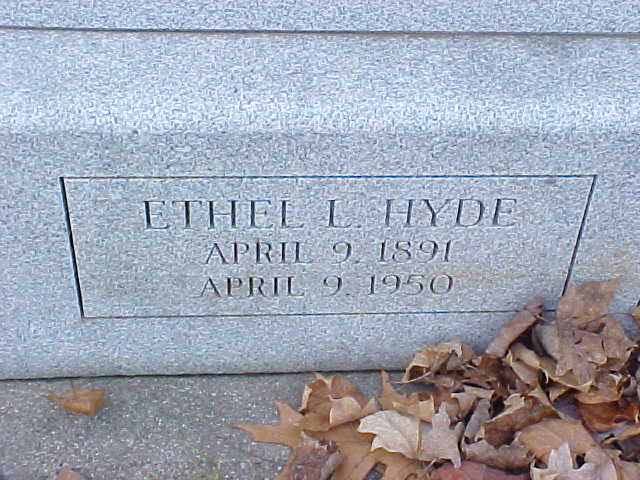 ETHEL L. HYDE
APRIL 9, 1891
APRIL 9, 1950